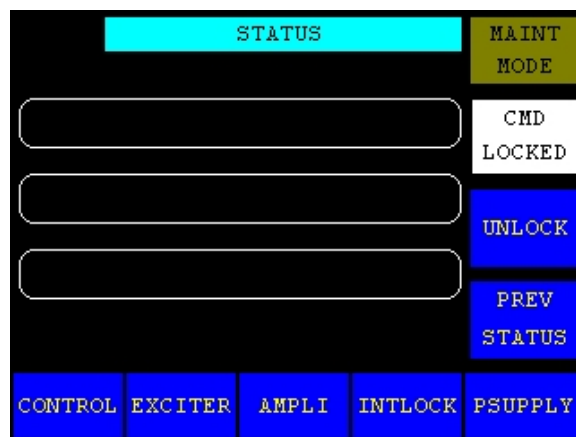 STATUS
MAINT
MODE
CMD
LOCKED
UNLOCK
PREV
STATUS
CONTROL EXCITER AMPLI INTLOCK PSUPPLY